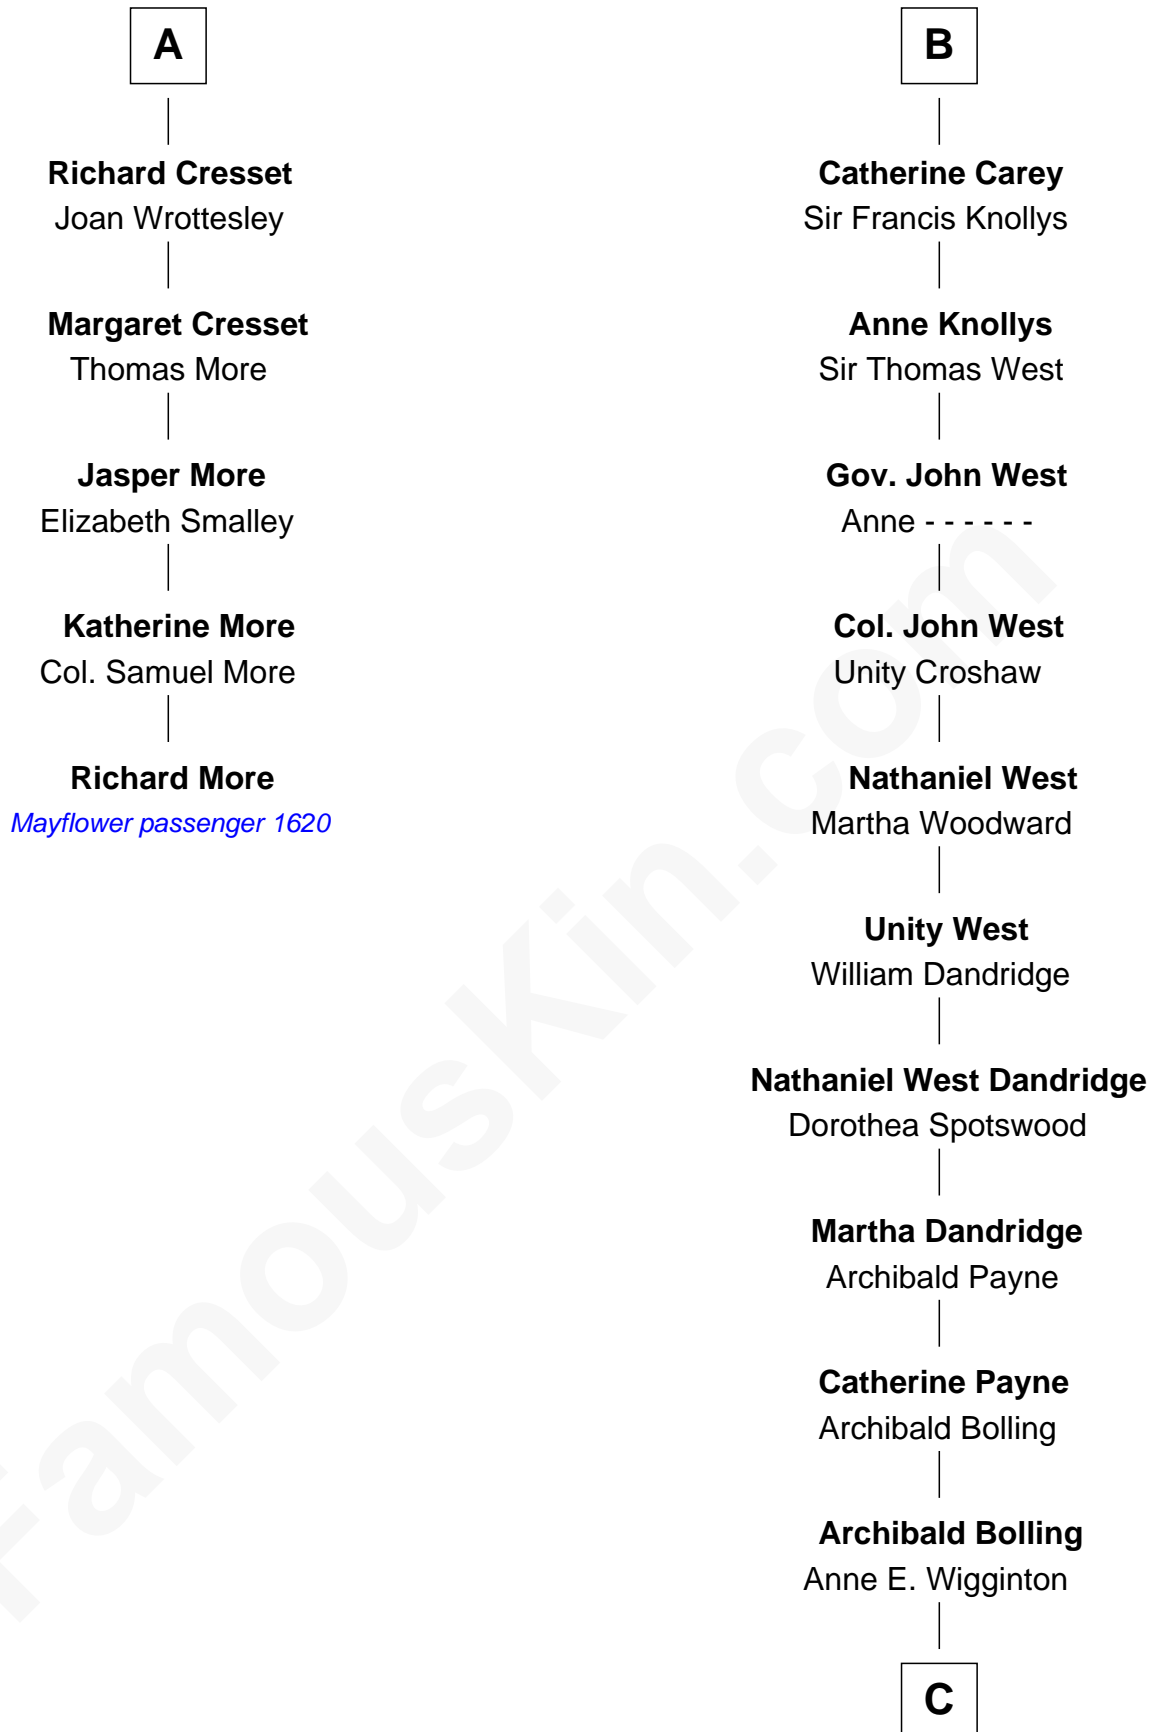 A
Richard Cresset
Joan Wrottesley
Margaret Cresset
Thomas More
Jasper More
Elizabeth Smalley
Katherine More
Col. Samuel More
Richard More
Mayflower passenger 1620
B
Catherine Carey
Sir Francis Knollys
Anne Knollys
Sir Thomas West
Gov. John West
Anne - - - - - -
Col. John West
Unity Croshaw
Nathaniel West
Martha Woodward
Unity West
William Dandridge
Nathaniel West Dandridge
Dorothea Spotswood
Martha Dandridge
Archibald Payne
Catherine Payne
Archibald Bolling
Archibald Bolling
Anne E. Wigginton
C
FamousKin.com